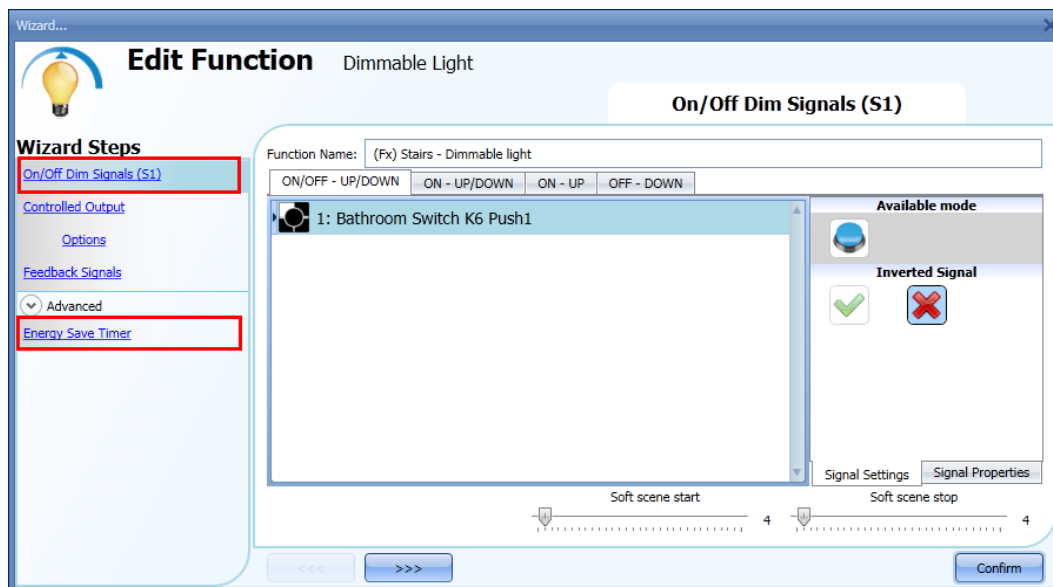 Wizard...
Edit Function Dimmable Light
On/Off Dim Signals (S1)
Wizard Steps
On/Off Dim Signals (S1)
Controlled Output
Options
Feedback Signals
Advanced
Energy Save Timer
Function Name: (Fx) Stairs - Dimmable light
ON/OFF - UP/DOWN ON - UP/DOWN ON - UP OFF - DOWN
1: Bathroom Switch K6 Push1
Available mode
Inverted Signal
Signal Settings Signal Properties
Soft scene start 4
Soft scene stop 4
<<< >>> Confirm